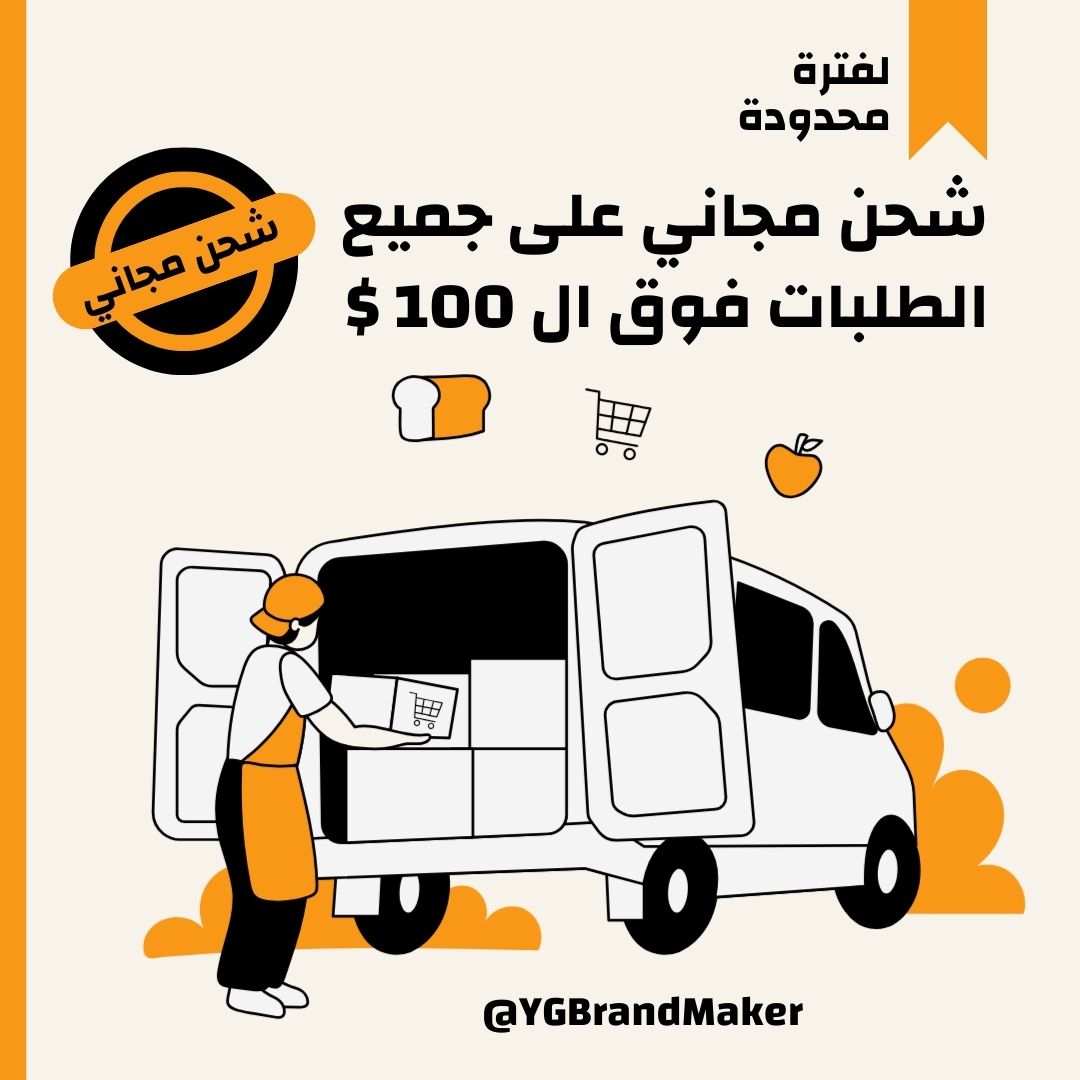 لفترة
محدودة
شحن مجاني على جميع
الطلبات فوق ال 100 $
شحن مجاني
@YGBrandMaker